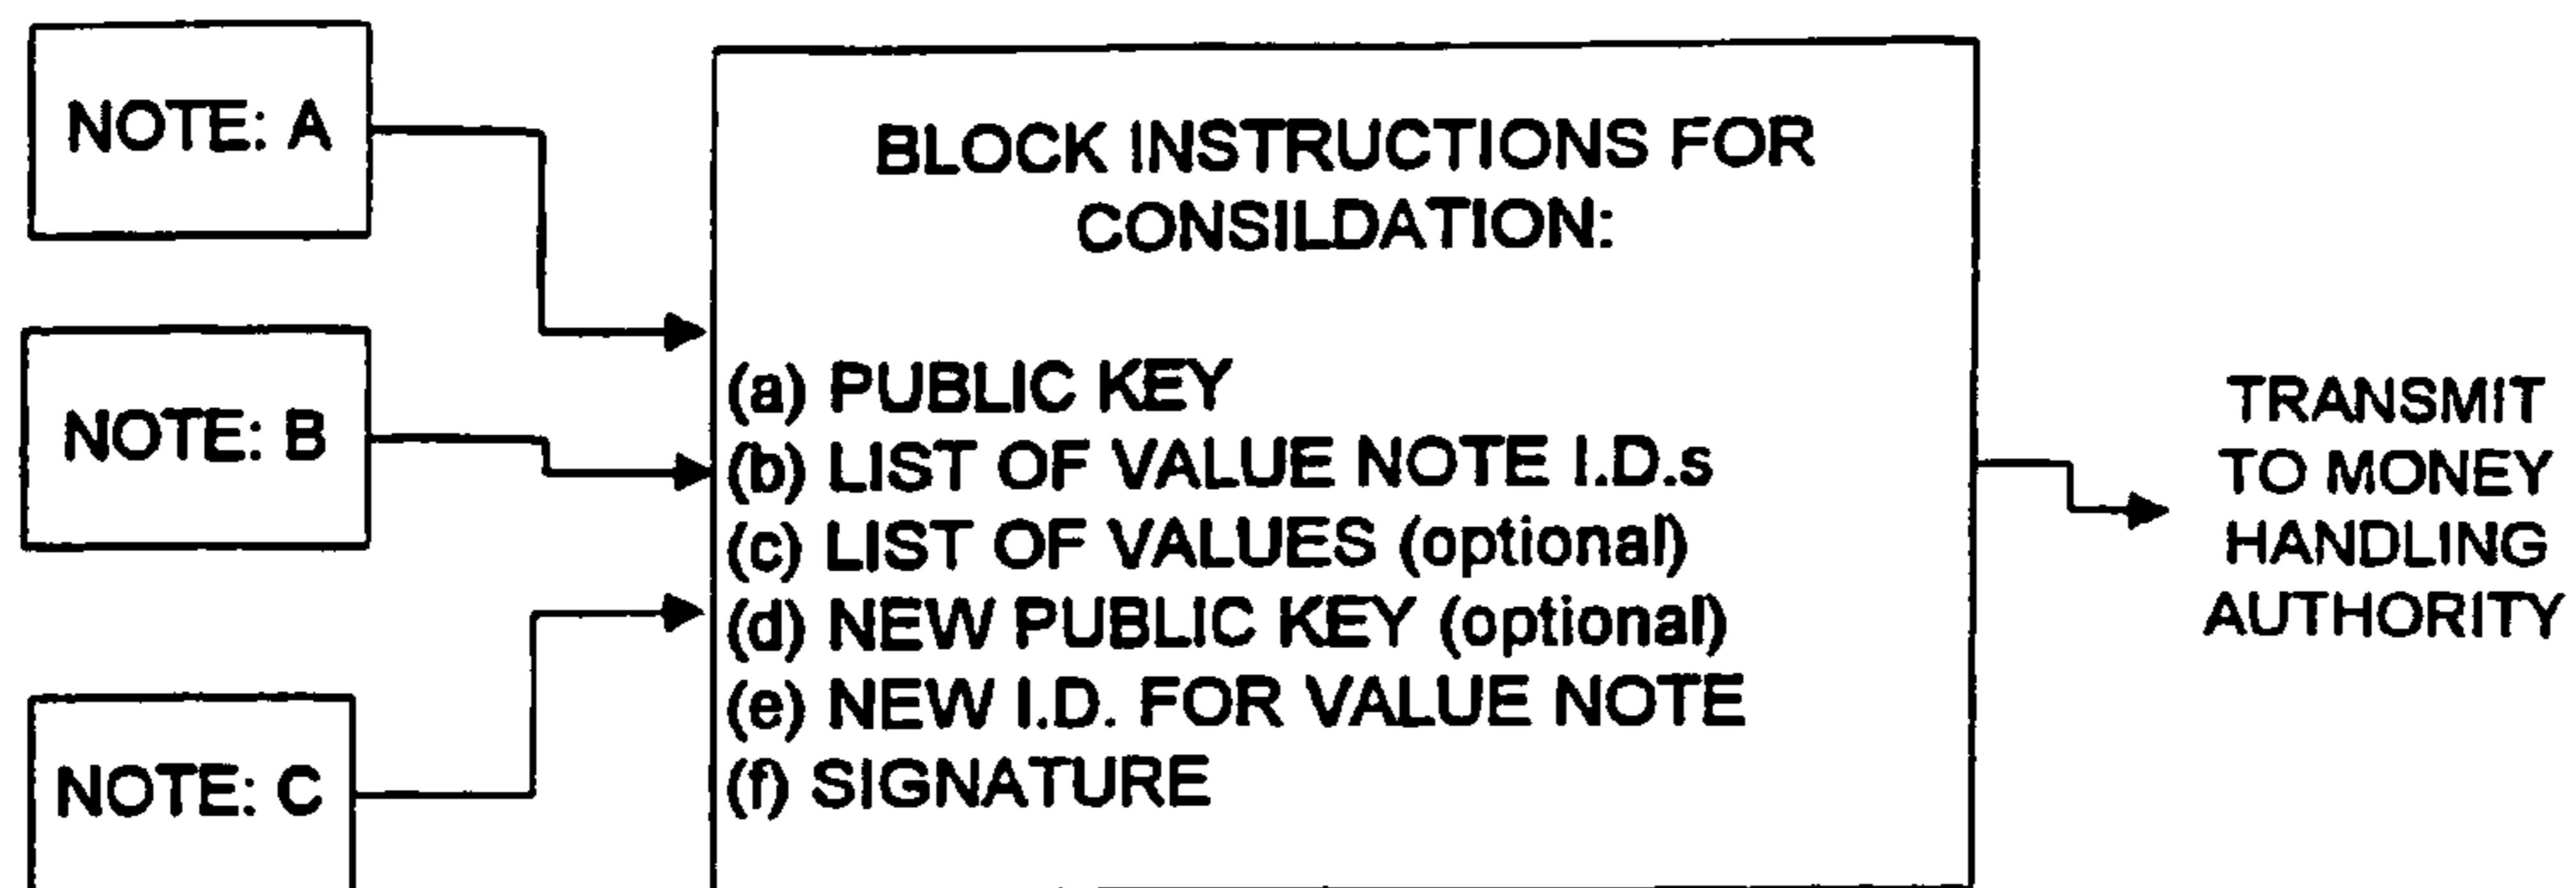 NOTE: A
NOTE: B
NOTE: C
BLOCK INSTRUCTIONS FOR
CONSILDATION:
(a) PUBLIC KEY
(b) LIST OF VALUE NOTE I.D.s
(c) LIST OF VALUES (optional)
(d) NEW PUBLIC KEY (optional)
(e) NEW I.D. FOR VALUE NOTE
(f) SIGNATURE
TRANSMIT
TO MONEY
HANDLING
AUTHORITY